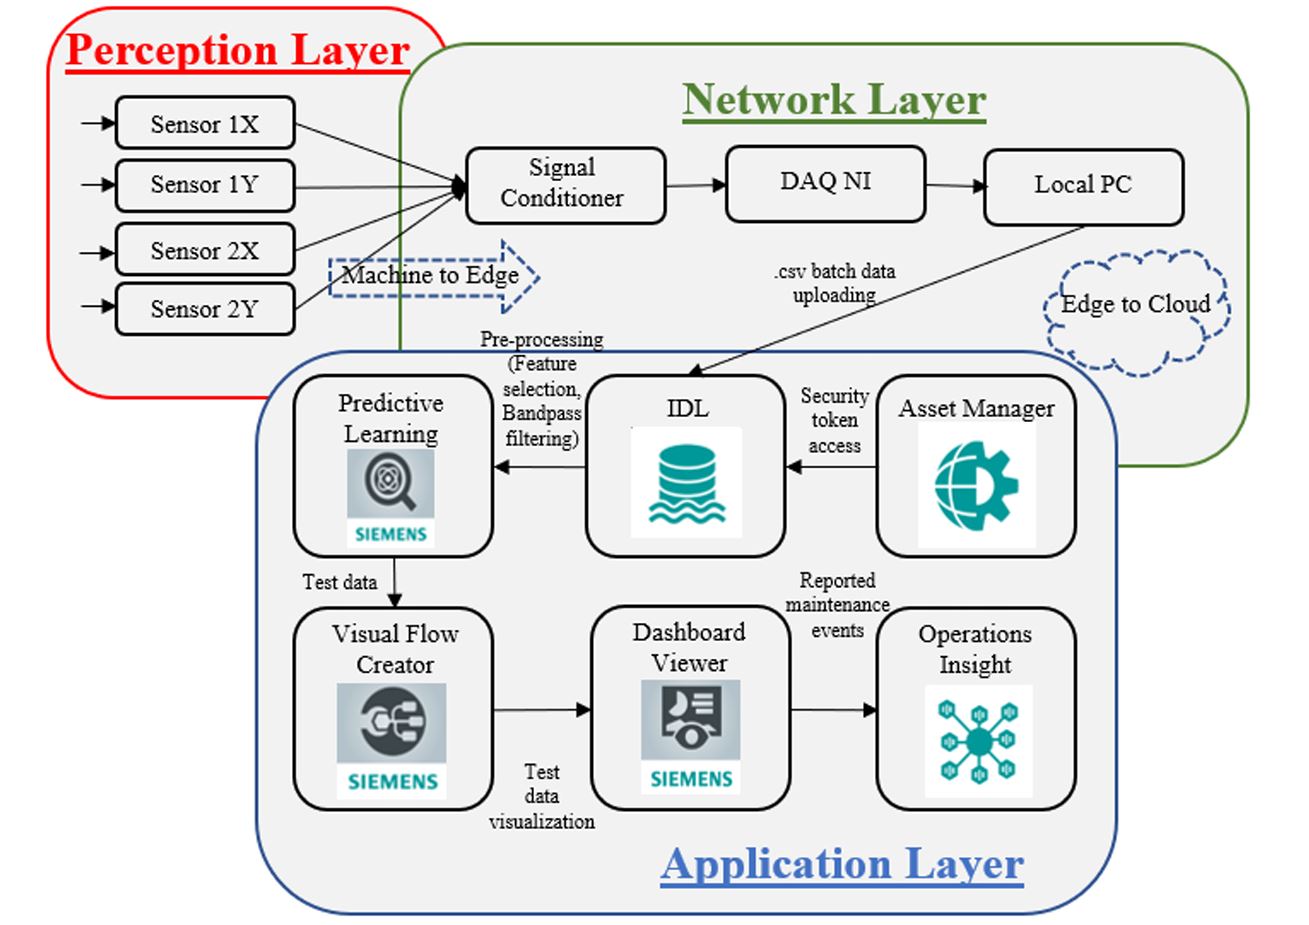 Perception Layer
Network Layer
Sensor 1X
Sensor 1Y
Sensor 2X
Sensor 2Y
Signal
Conditioner
DAQ NI
Local PC
Machine to Edge
.csv batch data
uploading
Edge to Cloud
Pre-processing
(Feature
selection,
Bandpass
filtering)
Predictive
Learning
SIEMENS
IDL
Security
token
access
Asset Manager
Test data
Reported
maintenance
events
Visual Flow
Creator
SIEMENS
Test
data
visualization
Dashboard
Viewer
SIEMENS
Operations
Insight
Application Layer